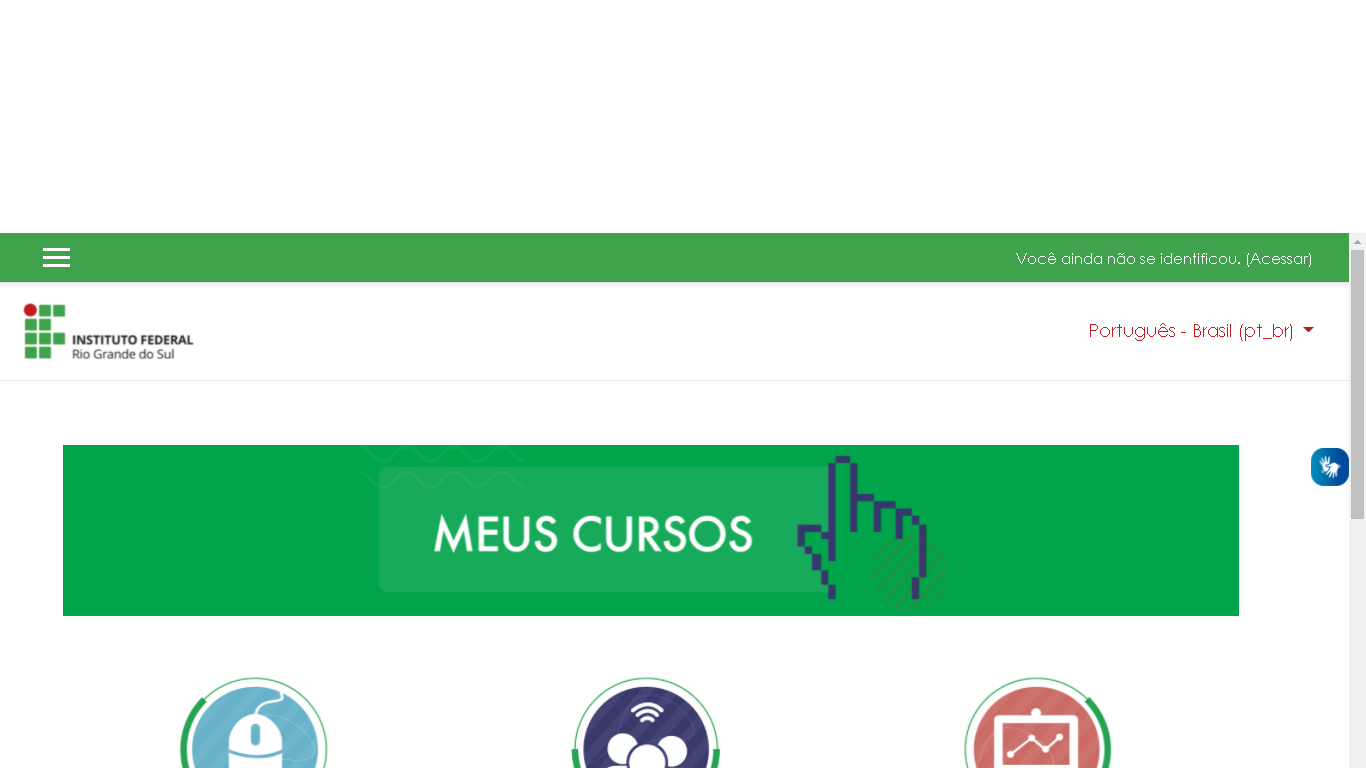 Você ainda não se identificou. (Acessar)
INSTITUTO FEDERAL
Rio Grande do Sul
Português - Brasil (pt_br)
MEUS CURSOS